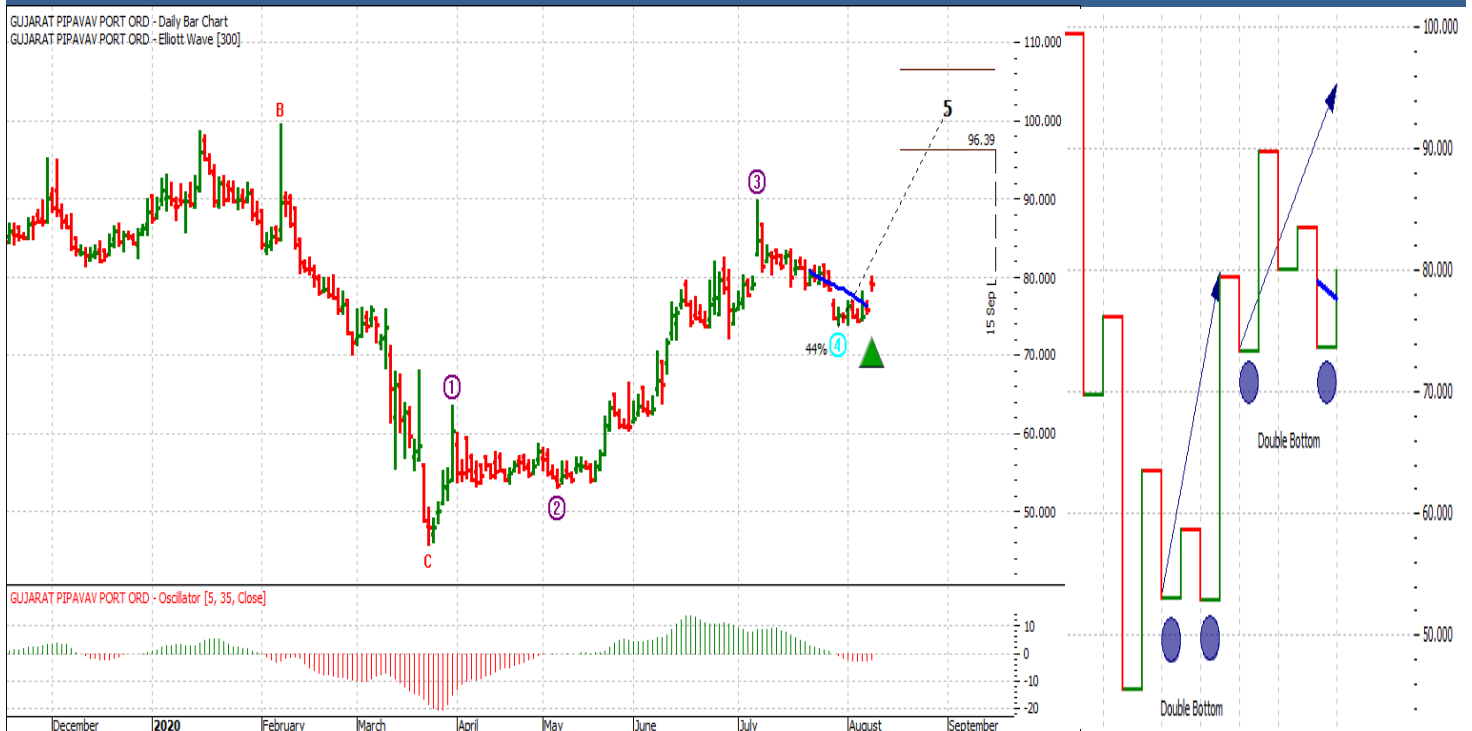 GUJARAT PIPAVAV PORT ORD - Daily Bar Chart
GUJARAT PIPAVAV PORT ORD - Elliott Wave [300]
110.000
100.000
90.000
80.000
70.000
60.000
50.000
B
C
1
2
3
44% 4
5
96.39
15 Sep L
GUJARAT PIPAVAV PORT ORD - Oscillator [5, 35, Close]
10
0
-10
-20
December 2020 February March April May June July August September
100.000
90.000
80.000
70.000
60.000
50.000
Double Bottom
Double Bottom